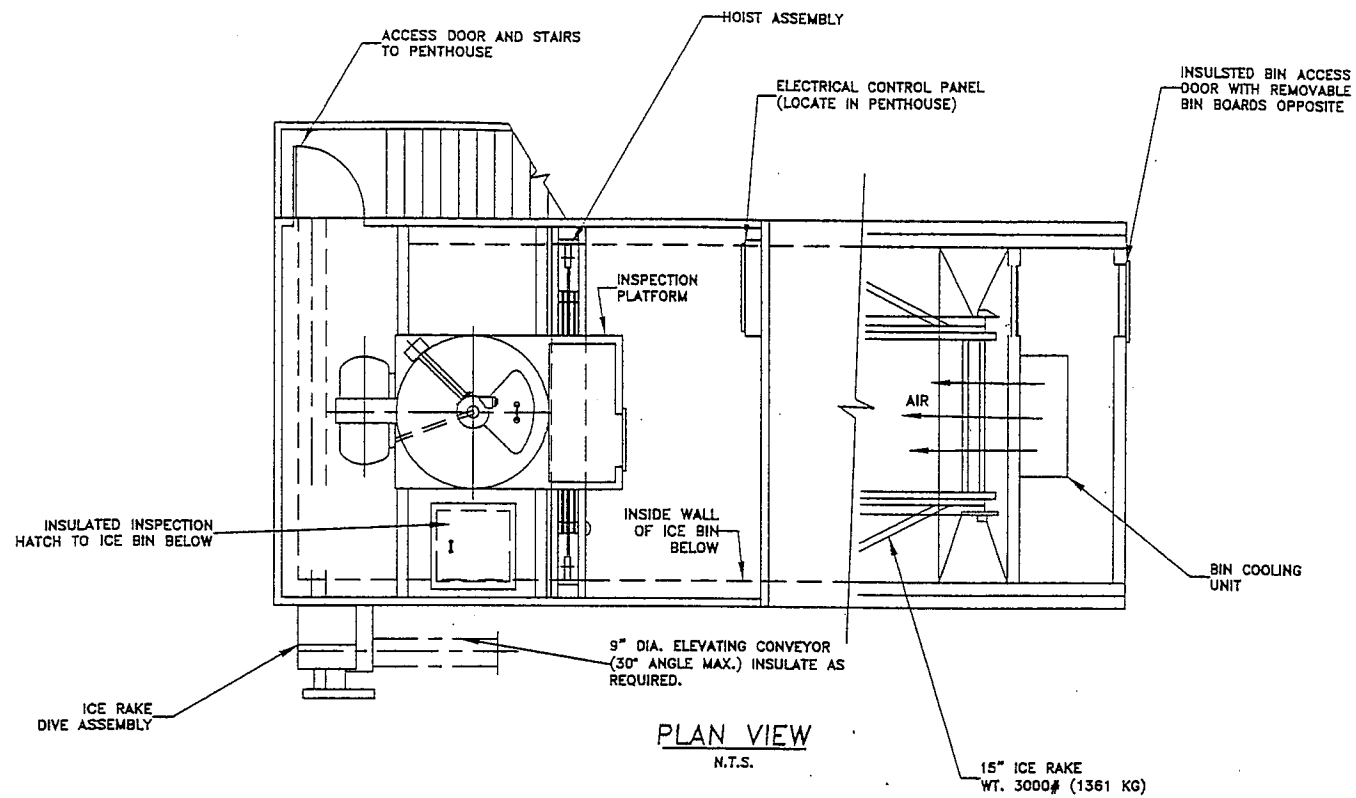 HOIST ASSEMBLY
ACCESS DOOR AND STAIRS
TO PENTHOUSE
ELECTRICAL CONTROL PANEL
(LOCATE IN PENTHOUSE)
INSULSTED BIN ACCESS
DOOR WITH REMOVABLE
BIN BOARDS OPPOSITE
INSPECTION
PLATFORM
AIR
INSULATED INSPECTION
HATCH TO ICE BIN BELOW
INSIDE WALL
OF ICE BIN
BELOW
BIN COOLING
UNIT
9" DIA. ELEVATING CONVEYOR
(30° ANGLE MAX.) INSULATE AS
REQUIRED.
ICE RAKE
DIVE ASSEMBLY
PLAN VIEW
N.T.S.
15" ICE RAKE
WT. 3000# (1361 KG)